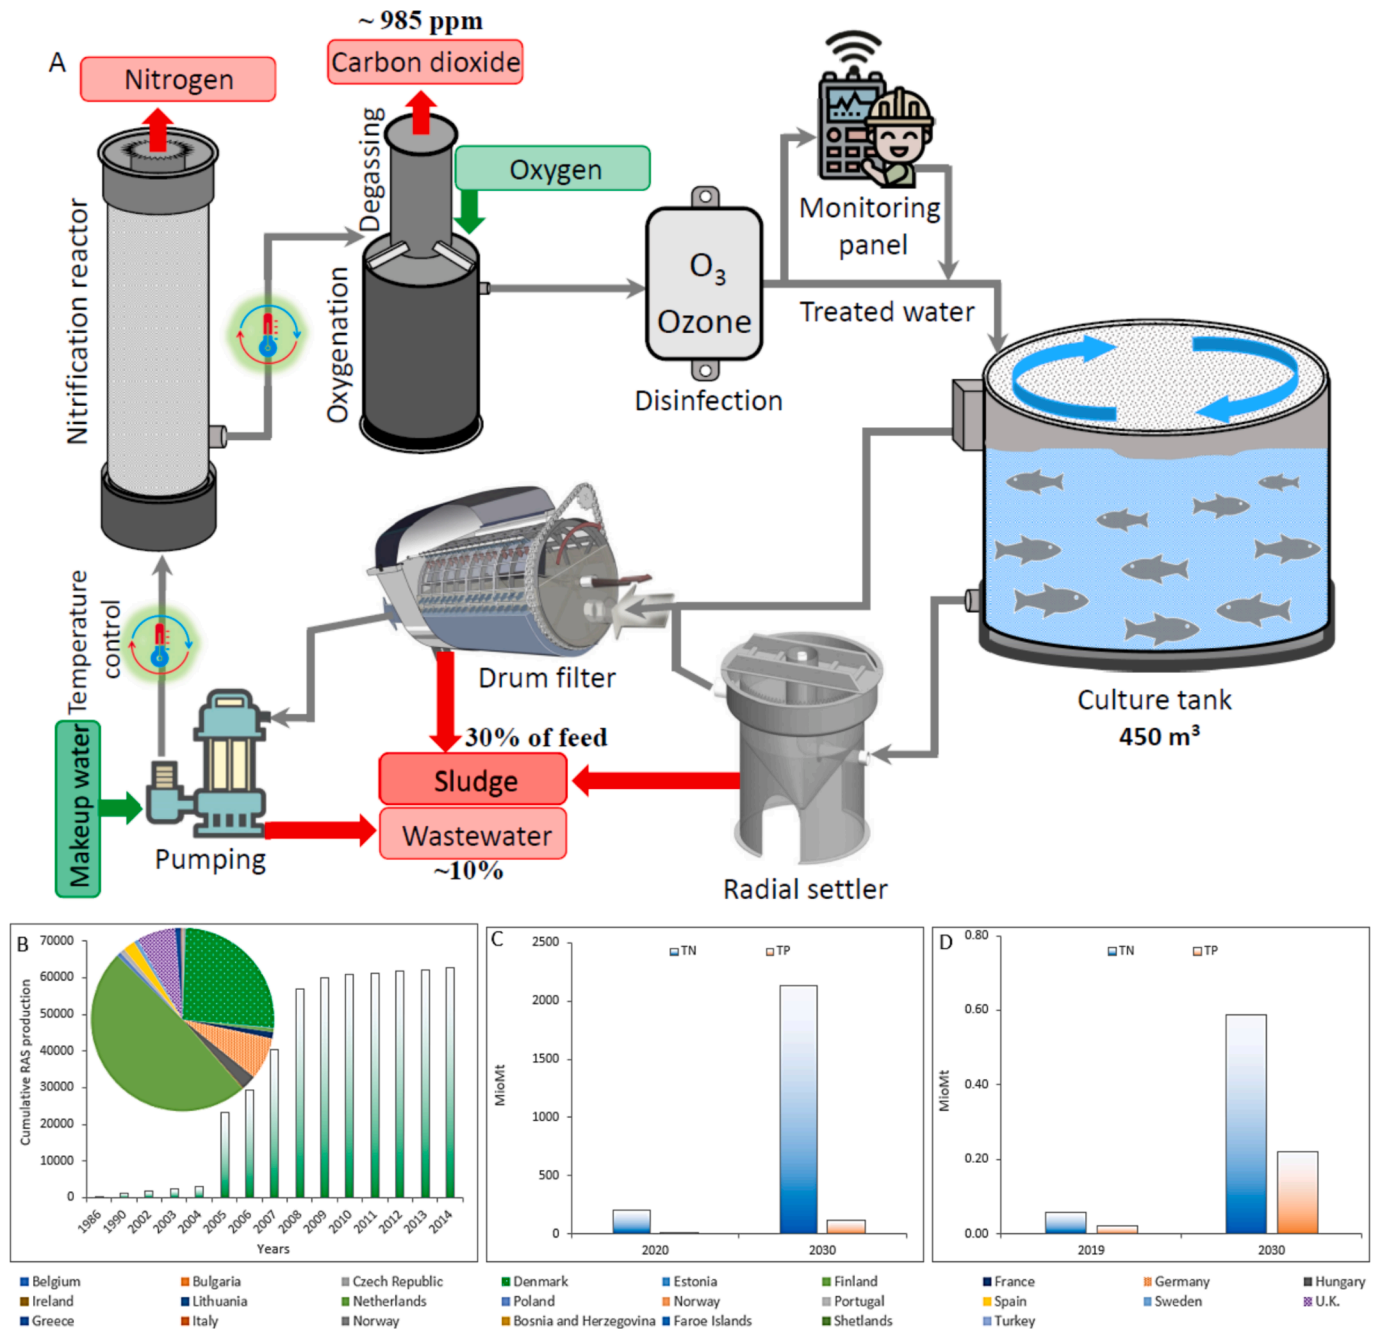 A
~ 985 ppm
Nitrogen
Carbon dioxide
Degassing
Oxygen
Oxygenation
Nitrification reactor
O3
Ozone
Disinfection
Monitoring
panel
Treated water
Temperature
control
Drum filter
Culture tank
450 m³
30% of feed
Sludge
Wastewater
~10%
Makeup water
Pumping
Radial settler
B
Cumulative RAS production
70000
60000
50000
40000
30000
20000
10000
0
1986
1990
2002
2003
2004
2005
2006
2007
2008
2009
2010
2011
2012
2013
2014
Years
C
TN
TP
MioMt
2500
2000
1500
1000
500
0
2020
2030
D
TN
TP
MioMt
0.80
0.60
0.40
0.20
0.00
2019
2030
Belgium Bulgaria Czech Republic Denmark Estonia Finland France Germany Hungary
Ireland Lithuania Netherlands Poland Norway Portugal Spain Sweden U.K.
Greece Italy Norway Bosnia and Herzegovina Faroe Islands Shetlands Turkey